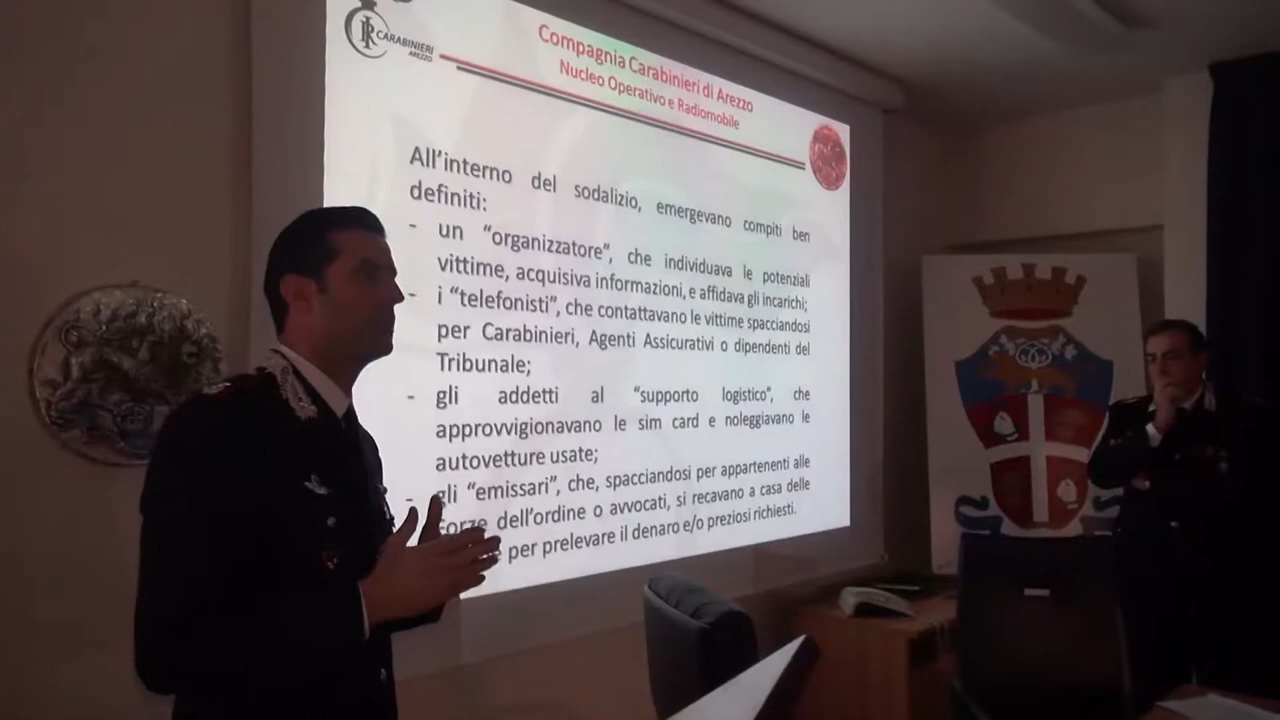 CARABINIERI
AREZZO
Compagnia Carabinieri di Arezzo
Nucleo Operativo e Radiomobile
All'interno del sodalizio, emergevano compiti ben
definiti:
- un "organizzatore", che individuava le potenziali
vittime, acquisiva informazioni, e affidava gli incarichi;
- i "telefonisti", che contattavano le vittime spacciandosi
per Carabinieri, Agenti Assicurativi o dipendenti del
Tribunale;
- gli addetti al "supporto logistico", che
approvvigionavano le sim card e noleggiavano le
autovetture usate;
- gli "emissari", che, spacciandosi per appartenenti alle
Forze dell'ordine o avvocati, si recavano a casa delle
per prelevare il denaro e/o preziosi richiesti.